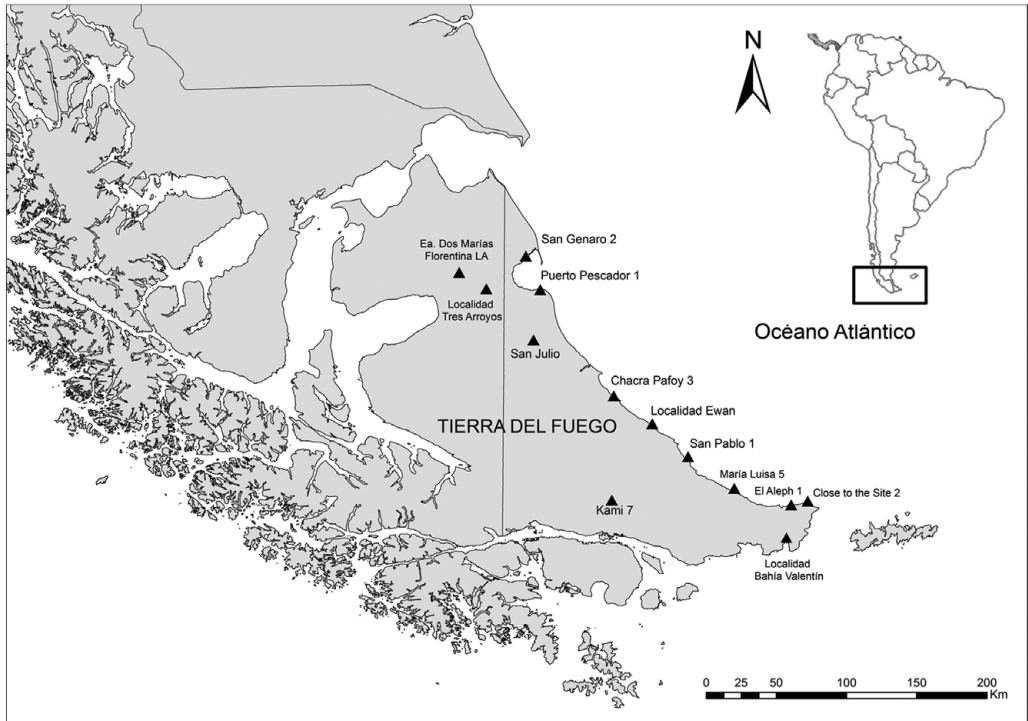 N
San Genaro 2
Ea. Dos Marías
Florentina LA
Puerto Pescador 1
Localidad
Tres Arroyos
Océano Atlántico
San Julio
Chacra Pafoy 3
Localidad Ewan
TIERRA DEL FUEGO
San Pablo 1
María Luisa 5
El Aleph 1
Close to the Site 2
Kami 7
Localidad
Bahía Valentín
0 25 50 100 150 200
Km